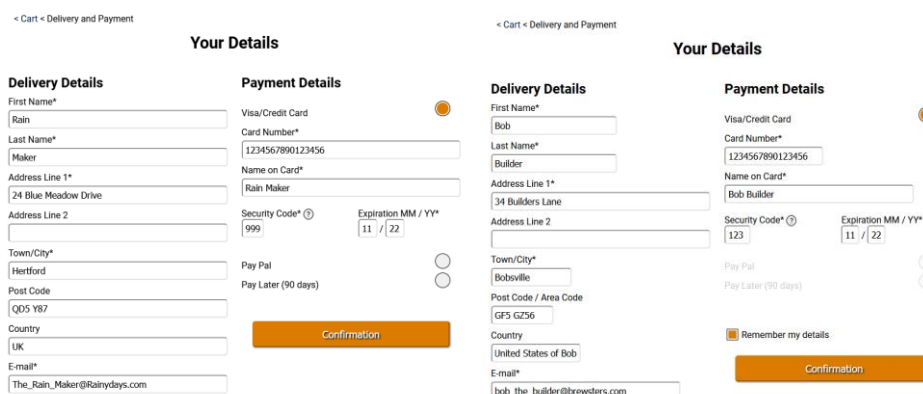 < Cart < Delivery and Payment
Your Details
Delivery Details
First Name*
Rain
Last Name*
Maker
Address Line 1*
24 Blue Meadow Drive
Address Line 2
Town/City*
Hertford
Post Code
QD5 Y87
Country
UK
E-mail*
The_Rain_Maker@Rainydays.com
Payment Details
Visa/Credit Card
Card Number*
1234567890123456
Name on Card*
Rain Maker
Security Code* ? Expiration MM / YY*
999 11 / 22
Pay Pal
Pay Later (90 days)
Confirmation
< Cart < Delivery and Payment
Your Details
Delivery Details
First Name*
Bob
Last Name*
Builder
Address Line 1*
34 Builders Lane
Address Line 2
Town/City*
Bobsville
Post Code / Area Code
GF5 GZ56
Country
United States of Bob
E-mail*
bob_the_builder@brewsters.com
Payment Details
Visa/Credit Card
Card Number*
1234567890123456
Name on Card*
Bob Builder
Security Code* ? Expiration MM / YY*
123 11 / 22
Pay Pal
Pay Later (90 days)
Remember my details
Confirmation